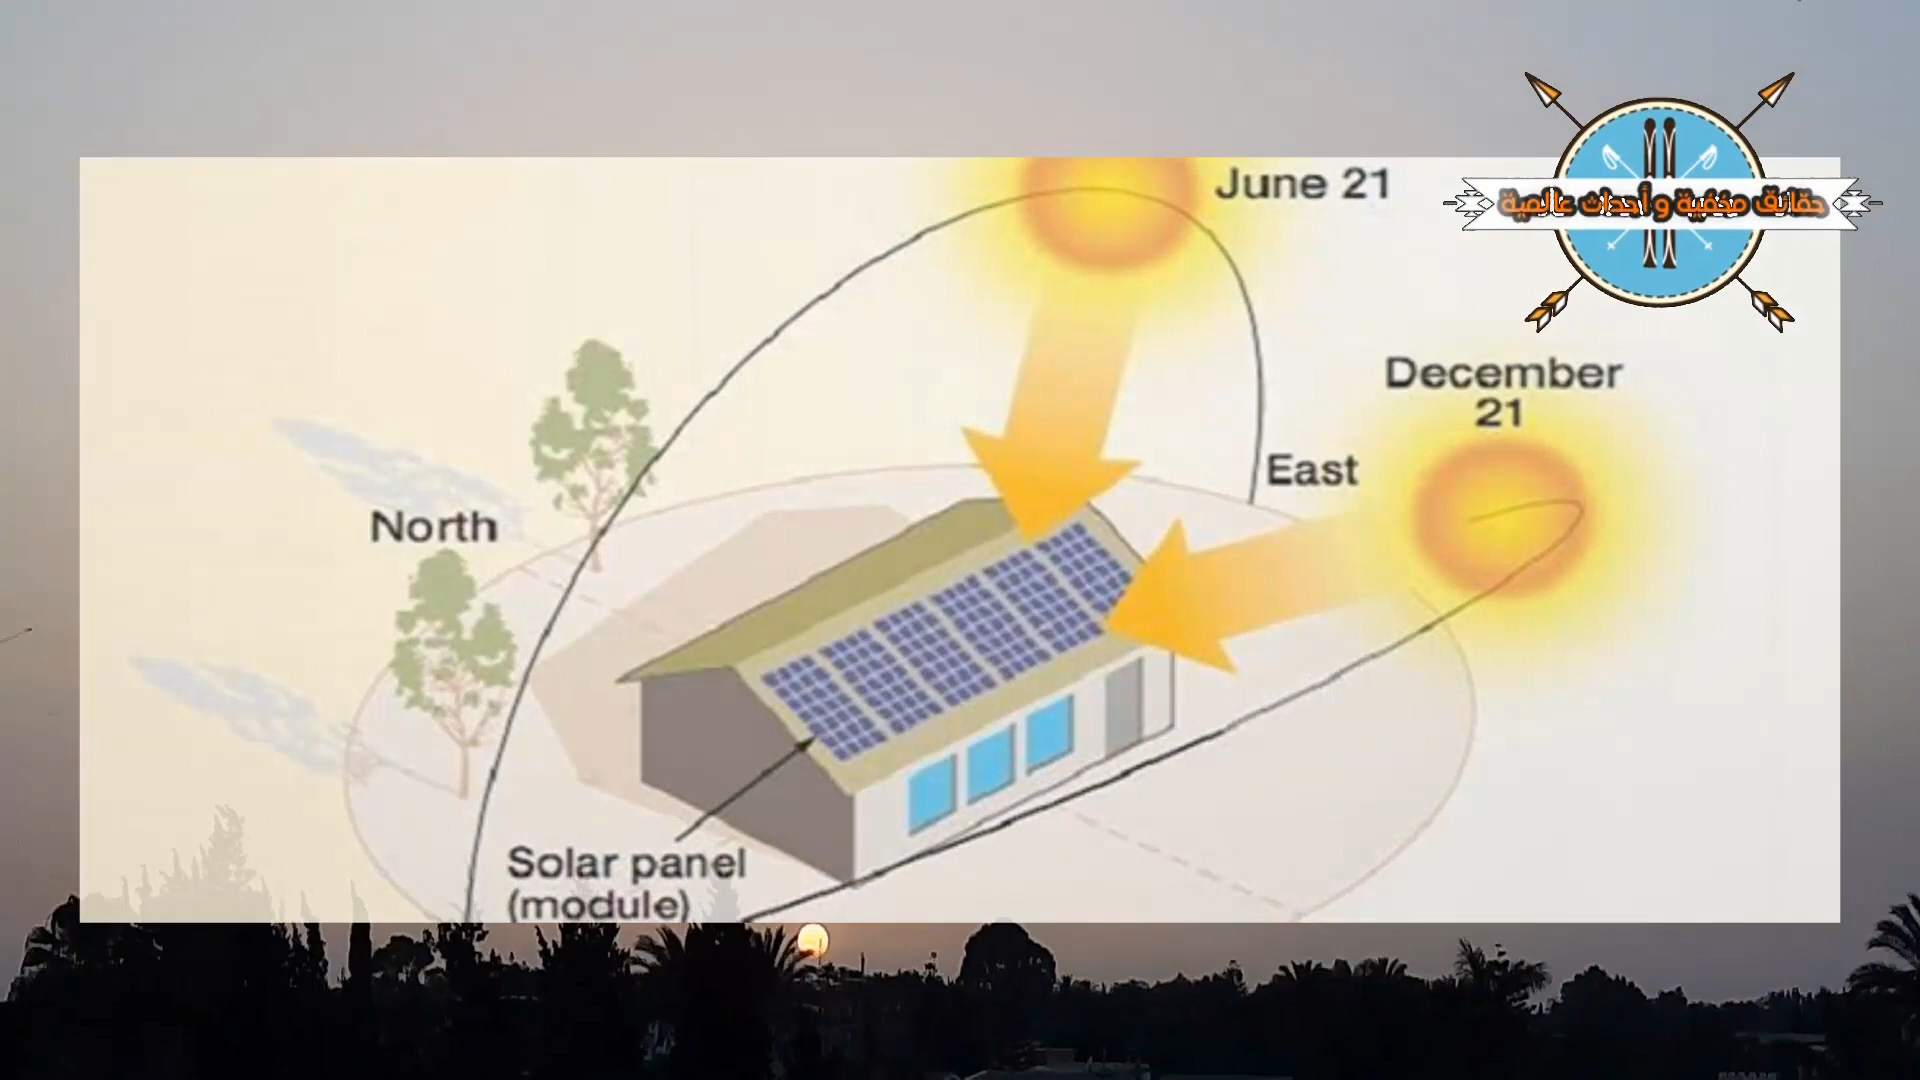 June 21
حقائق مخفية و أحداث عالمية
December
21
East
North
Solar panel
(module)